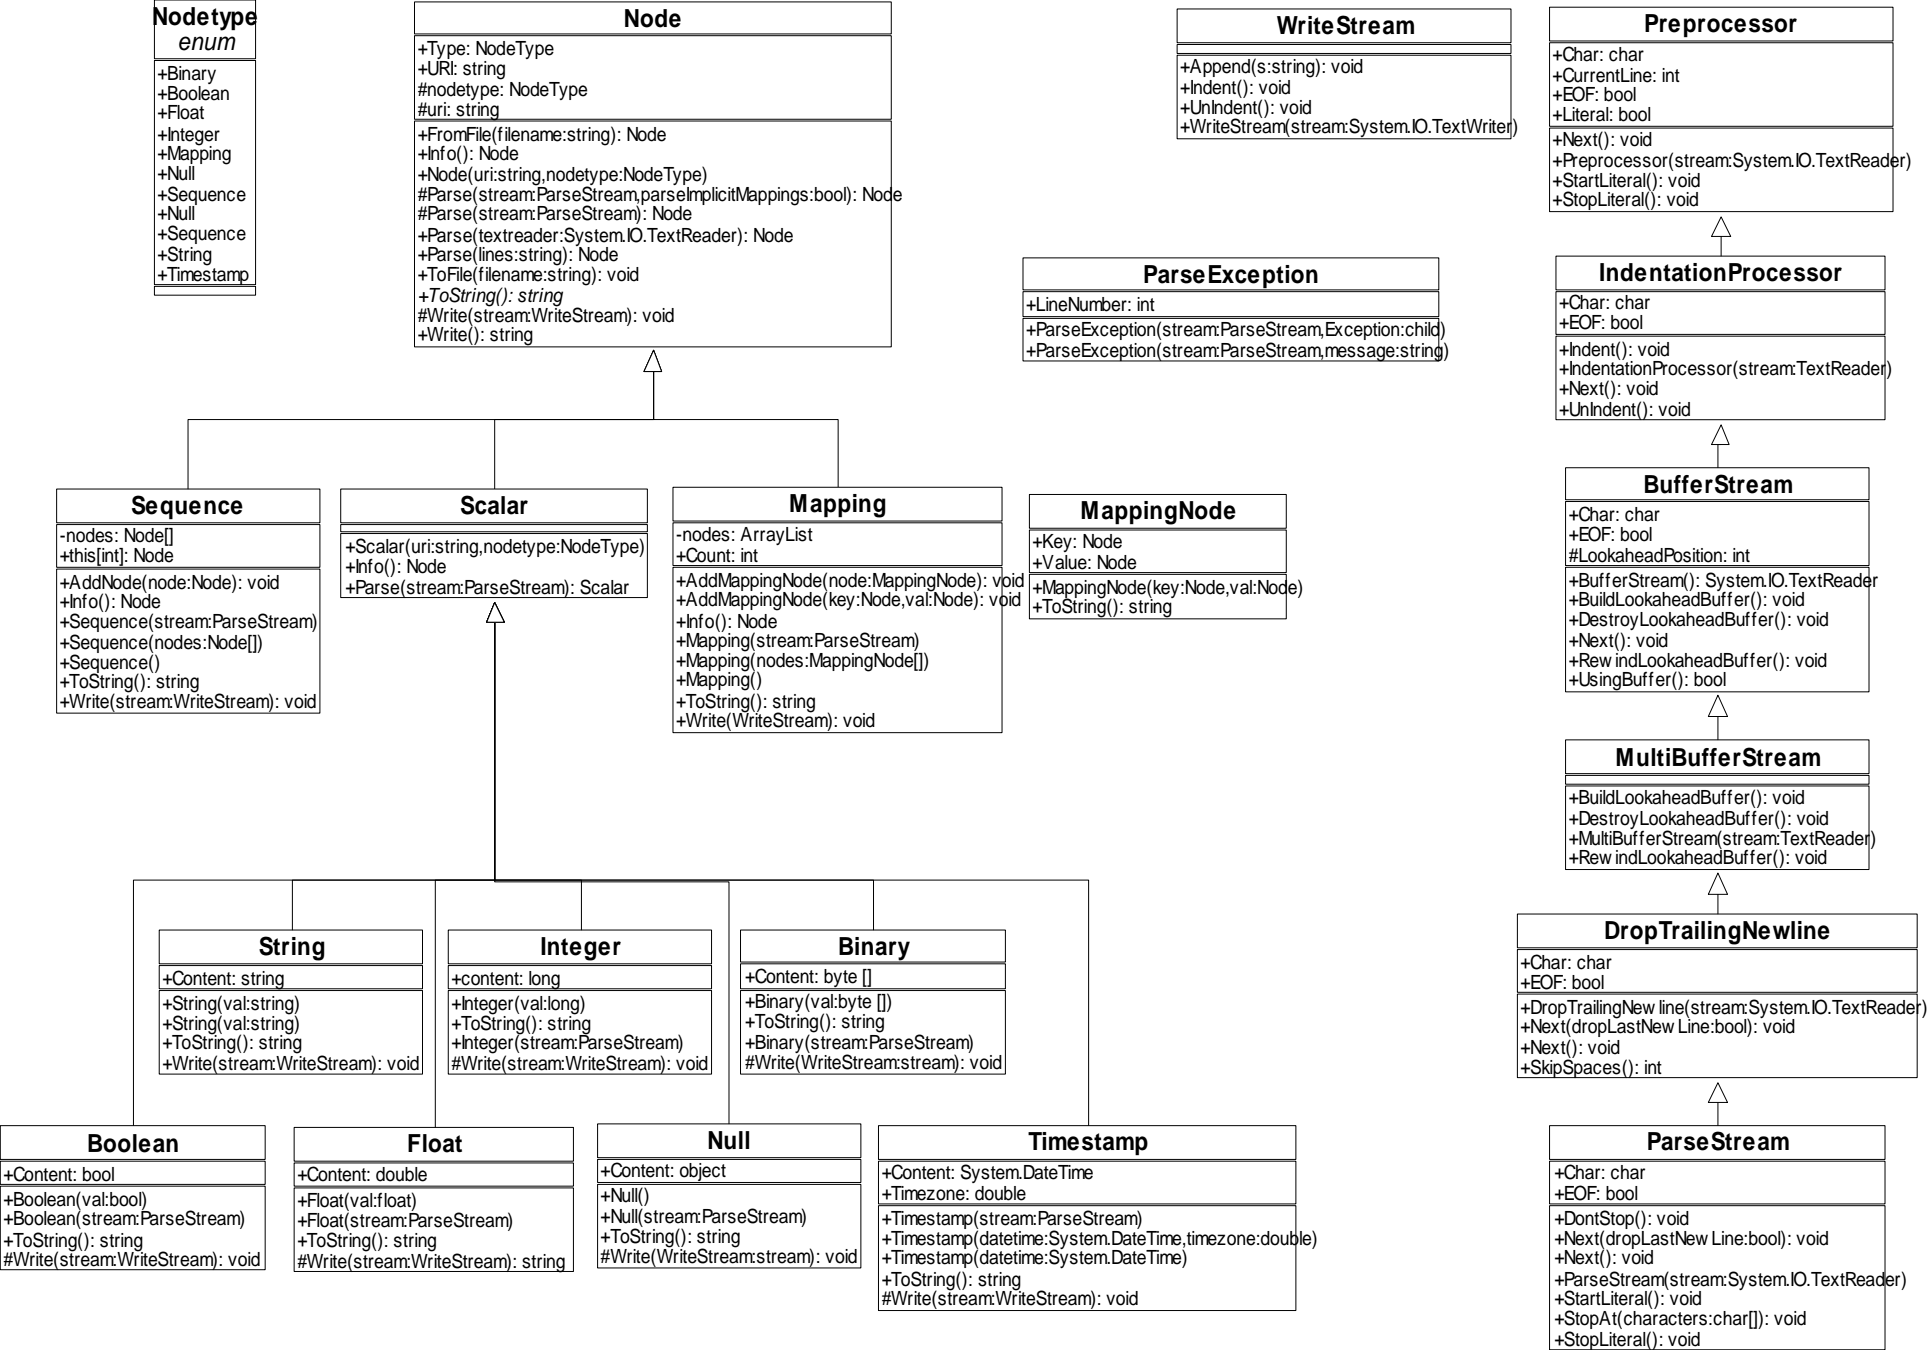 Nodetype
enum
+Binary
+Boolean
+Float
+Integer
+Mapping
+Null
+Sequence
+Null
+Sequence
+String
+Timestamp
Node
+Type: NodeType
+URI: string
#nodetype: NodeType
#uri: string
+FromFile(filename:string): Node
+Info(): Node
+Node(uri:string,nodetype:NodeType)
#Parse(stream:ParseStream,parseImplicitMappings:bool): Node
#Parse(stream:ParseStream): Node
+Parse(textreader:System.IO.TextReader): Node
+Parse(lines:string): Node
+ToFile(filename:string): void
+ToString(): string
#Write(stream:WriteStream): void
+Write(): string
WriteStream
+Append(s:string): void
+Indent(): void
+UnIndent(): void
+WriteStream(stream:System.IO.TextWriter)
Preprocessor
+Char: char
+CurrentLine: int
+EOF: bool
+Literal: bool
+Next(): void
+Preprocessor(stream:System.IO.TextReader)
+StartLiteral(): void
+StopLiteral(): void
ParseException
+LineNumber: int
+ParseException(stream:ParseStream,Exception:child)
+ParseException(stream:ParseStream,message:string)
IndentationProcessor
+Char: char
+EOF: bool
+Indent(): void
+IndentationProcessor(stream:TextReader)
+Next(): void
+UnIndent(): void
Sequence
-nodes: Node[]
+this[int]: Node
+AddNode(node:Node): void
+Info(): Node
+Sequence(stream:ParseStream)
+Sequence(nodes:Node[])
+Sequence()
+ToString(): string
+Write(stream:WriteStream): void
Scalar
+Scalar(uri:string,nodetype:NodeType)
+Info(): Node
+Parse(stream:ParseStream): Scalar
Mapping
-nodes: ArrayList
+Count: int
+AddMappingNode(node:MappingNode): void
+AddMappingNode(key:Node,val:Node): void
+Info(): Node
+Mapping(stream:ParseStream)
+Mapping(nodes:MappingNode[])
+Mapping()
+ToString(): string
+Write(WriteStream): void
MappingNode
+Key: Node
+Value: Node
+MappingNode(key:Node,val:Node)
+ToString(): string
BufferStream
+Char: char
+EOF: bool
#LookaheadPosition: int
+BufferStream(): System.IO.TextReader
+BuildLookaheadBuffer(): void
+DestroyLookaheadBuffer(): void
+Next(): void
+RewindLookaheadBuffer(): void
+UsingBuffer(): bool
MultiBufferStream
+BuildLookaheadBuffer(): void
+DestroyLookaheadBuffer(): void
+MultiBufferStream(stream:TextReader)
+RewindLookaheadBuffer(): void
String
+Content: string
+String(val:string)
+String(val:string)
+ToString(): string
+Write(stream:WriteStream): void
Integer
+content: long
+Integer(val:long)
+ToString(): string
+Integer(stream:ParseStream)
#Write(stream:WriteStream): void
Binary
+Content: byte []
+Binary(val:byte [])
+ToString(): string
+Binary(stream:ParseStream)
#Write(WriteStream:stream): void
DropTrailingNewline
+Char: char
+EOF: bool
+DropTrailingNewline(stream:System.IO.TextReader)
+Next(dropLastNewLine:bool): void
+Next(): void
+SkipSpaces(): int
Boolean
+Content: bool
+Boolean(val:bool)
+Boolean(stream:ParseStream)
+ToString(): string
#Write(stream:WriteStream): void
Float
+Content: double
+Float(val:float)
+Float(stream:ParseStream)
+ToString(): string
#Write(stream:WriteStream): string
Null
+Content: object
+Null()
+Null(stream:ParseStream)
+ToString(): string
#Write(WriteStream:stream): void
Timestamp
+Content: System.DateTime
+Timezone: double
+Timestamp(stream:ParseStream)
+Timestamp(datetime:System.DateTime,timezone:double)
+Timestamp(datetime:System.DateTime)
+ToString(): string
#Write(stream:WriteStream): void
ParseStream
+Char: char
+EOF: bool
+DontStop(): void
+Next(dropLastNewLine:bool): void
+Next(): void
+ParseStream(stream:System.IO.TextReader)
+StartLiteral(): void
+StopAt(characters:char[]): void
+StopLiteral(): void